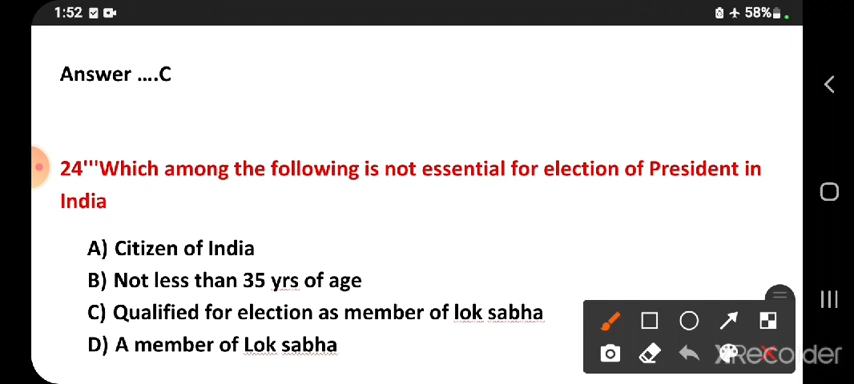 1:52 58%
Answer ....C
24'''Which among the following is not essential for election of President in
India
A) Citizen of India
B) Not less than 35 yrs of age
C) Qualified for election as member of lok sabha
D) A member of Lok sabha
XRecorder